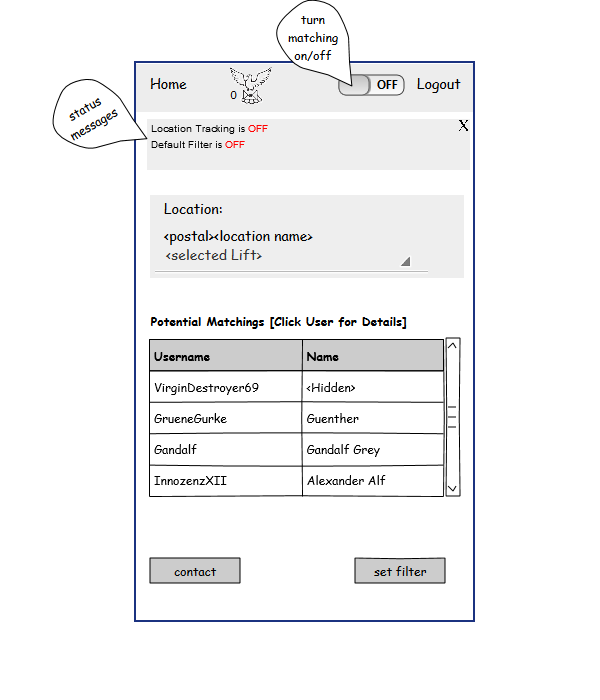 turn
matching
on/off
Home
0
OFF
Logout
status
messages
Location Tracking is OFF
X
Default Filter is OFF
Location:
<postal><location name>
<selected Lift>
Potential Matchings [Click User for Details]
Username Name
VirginDestroyer69 <Hidden>
GrueneGurke Guenther
Gandalf Gandalf Grey
InnozenzXII Alexander Alf
contact set filter